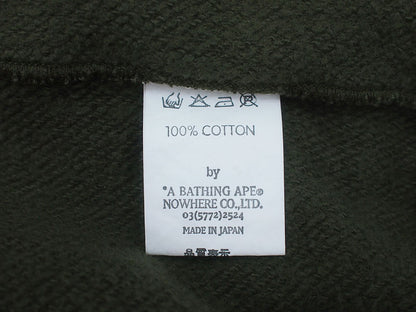 100% COTTON
by
"A BATHING APE®
NOWHERE CO.,LTD.
03(5772)2524
MADE IN JAPAN
品質表示